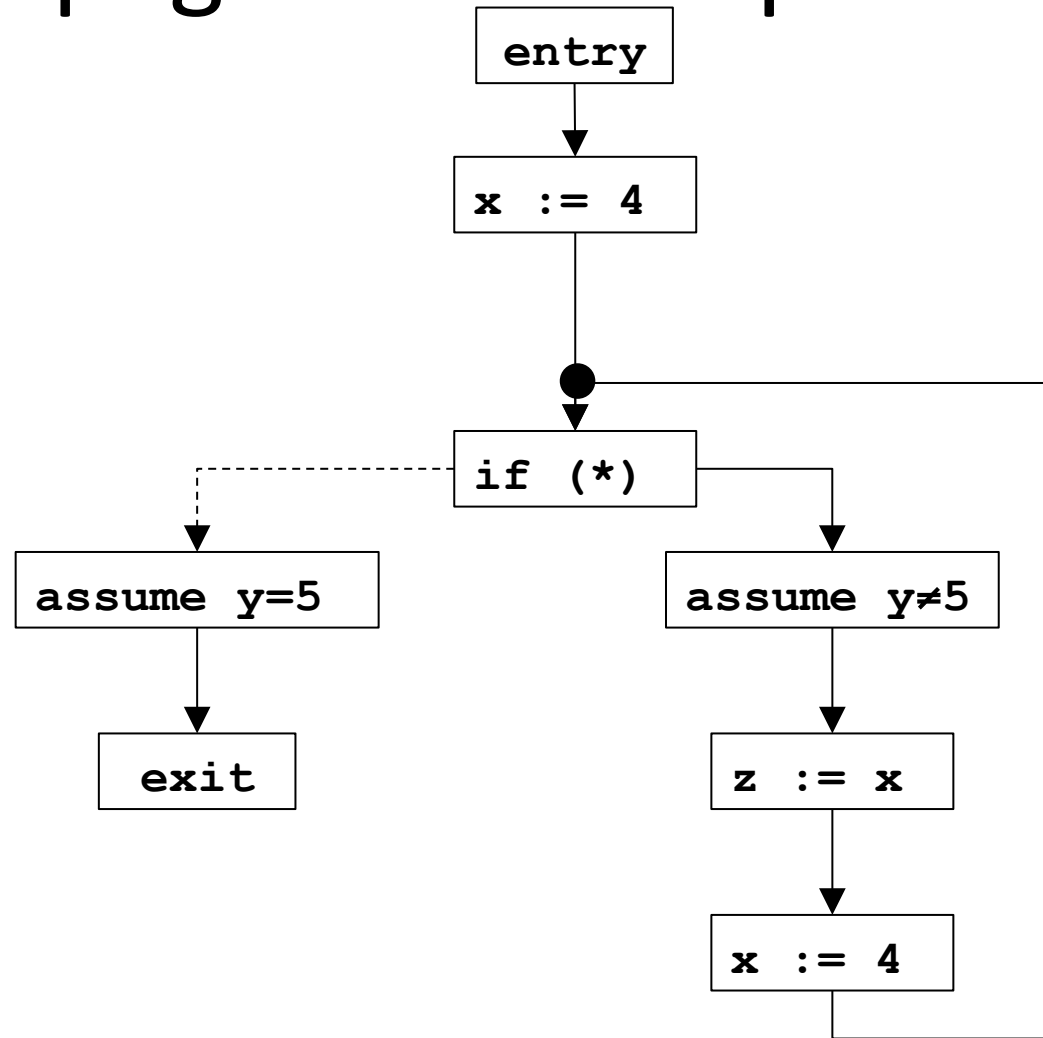 entry
x := 4
if (*)
assume y=5
assume y≠5
exit
z := x
x := 4